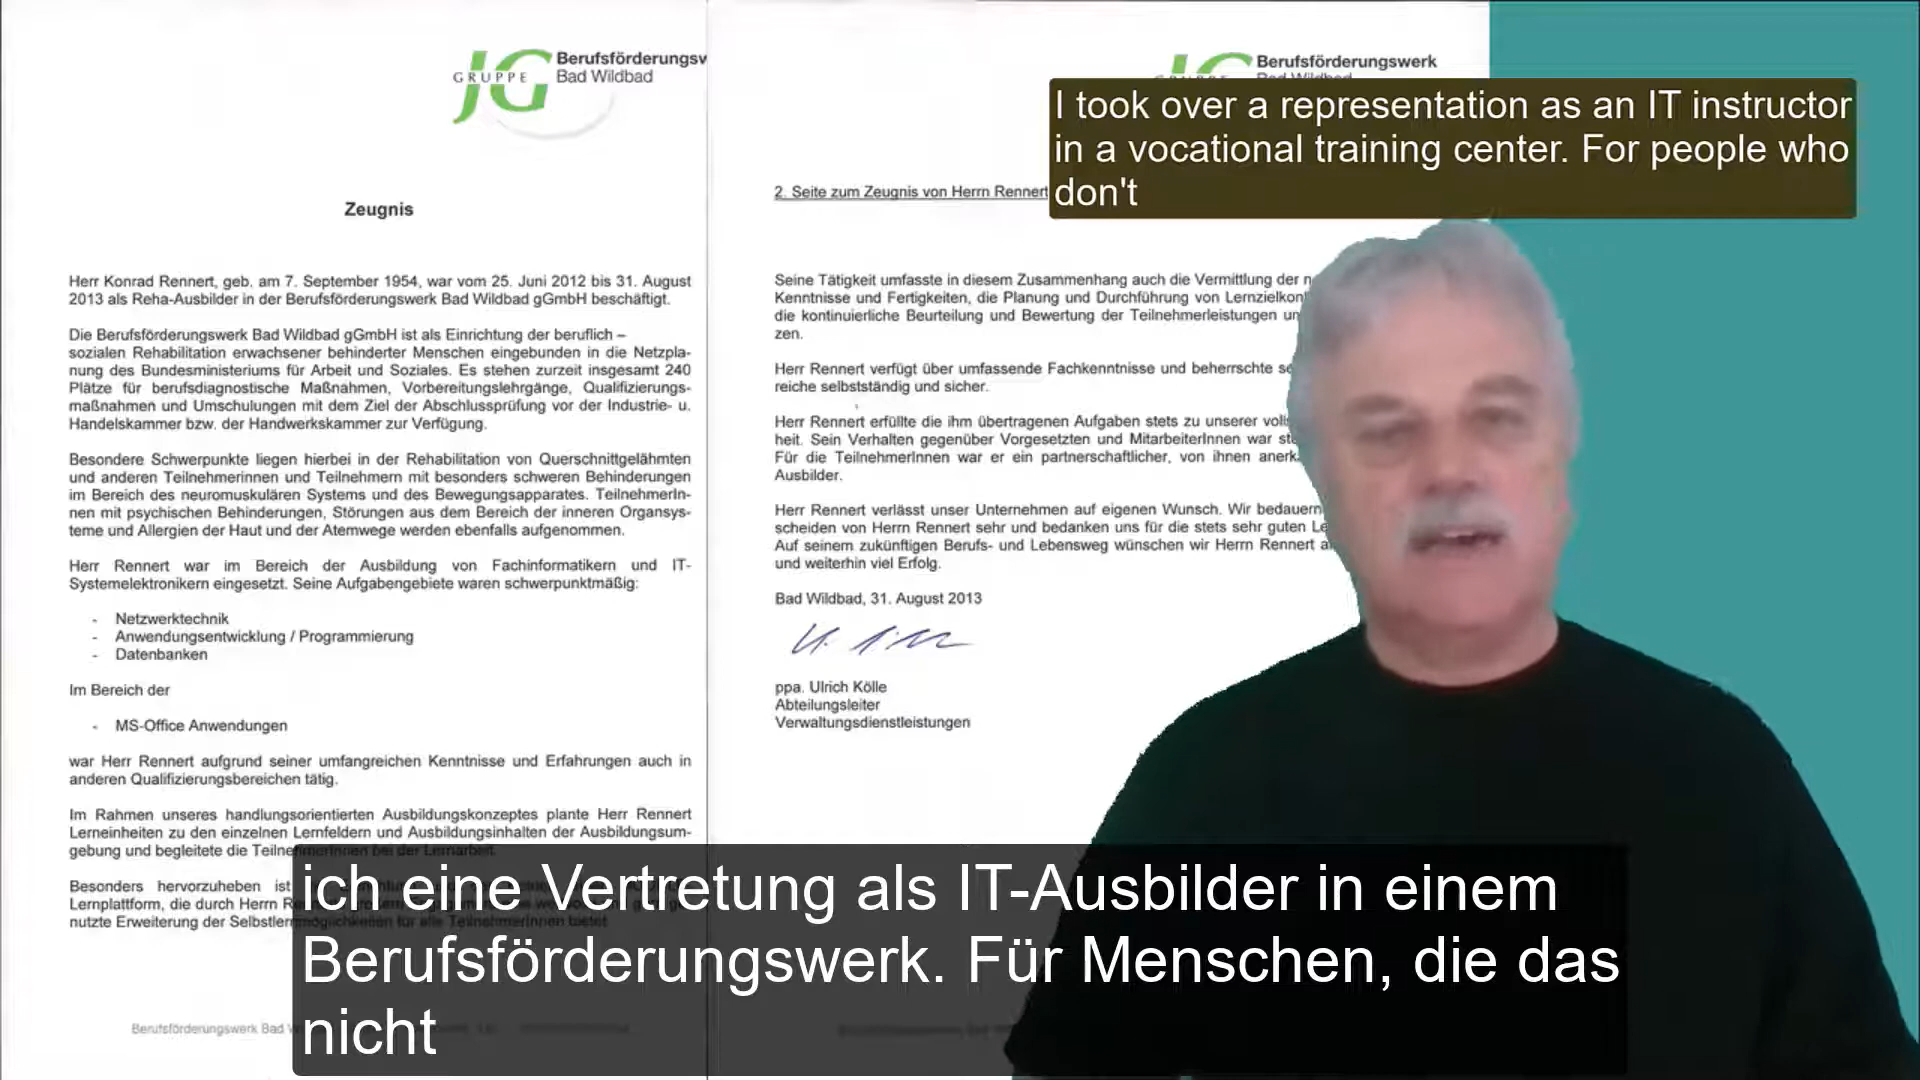 JG GRUPPE
Berufsförderungsw
Bad Wildbad
Zeugnis
Herr Konrad Rennert, geb. am 7. September 1954, war vom 25. Juni 2012 bis 31. August
2013 als Reha-Ausbilder in der Berufsförderungswerk Bad Wildbad gGmbH beschäftigt.
Die Berufsförderungswerk Bad Wildbad gGmbH ist als Einrichtung der beruflich –
sozialen Rehabilitation erwachsener behinderter Menschen eingebunden in die Netzpla-
nung des Bundesministeriums für Arbeit und Soziales. Es stehen zurzeit insgesamt 240
Plätze für berufsdiagnostische Maßnahmen, Vorbereitungslehrgänge, Qualifizierungs-
maßnahmen und Umschulungen mit dem Ziel der Abschlussprüfung vor der Industrie- u.
Handelskammer bzw. der Handwerkskammer zur Verfügung.
Besondere Schwerpunkte liegen hierbei in der Rehabilitation von Querschnittgelähmten
und anderen Teilnehmerinnen und Teilnehmern mit besonders schweren Behinderungen
im Bereich des neuromuskulären Systems und des Bewegungsapparates. TeilnehmerIn-
nen mit psychischen Behinderungen, Störungen aus dem Bereich der inneren Organsys-
teme und Allergien der Haut und der Atemwege werden ebenfalls aufgenommen.
Herr Rennert war im Bereich der Ausbildung von Fachinformatikern und IT-
Systemelektronikern eingesetzt. Seine Aufgabengebiete waren schwerpunktmäßig:
- Netzwerktechnik
- Anwendungsentwicklung / Programmierung
- Datenbanken
Im Bereich der
- MS-Office Anwendungen
war Herr Rennert aufgrund seiner umfangreichen Kenntnisse und Erfahrungen auch in
anderen Qualifizierungsbereichen tätig.
Im Rahmen unseres handlungsorientierten Ausbildungskonzeptes plante Herr Rennert
Lerneinheiten zu den einzelnen Lernfeldern und Ausbildungsinhalten der Ausbildungsum-
gebung und begleitete die TeilnehmerInnen bei der Lernarbeit.
Besonders hervorzuheben ist
Lernplattform, die durch Herrn
nutzte Erweiterung der Selbstlernmöglichkeiten für alle TeilnehmerInnen bietet
Berufsförderungswerk Bad
JG GRUPPE
Berufsförderungswerk
Bad Wildbad
2. Seite zum Zeugnis von Herrn Rennert
Seine Tätigkeit umfasste in diesem Zusammenhang auch die Vermittlung der n
Kenntnisse und Fertigkeiten, die Planung und Durchführung von Lernzielkon
die kontinuierliche Beurteilung und Bewertung der Teilnehmerleistungen un
zen.
Herr Rennert verfügt über umfassende Fachkenntnisse und beherrschte se
reiche selbstständig und sicher.
Herr Rennert erfüllte die ihm übertragenen Aufgaben stets zu unserer voll
heit. Sein Verhalten gegenüber Vorgesetzten und MitarbeiterInnen war st
Für die TeilnehmerInnen war er ein partnerschaftlicher, von ihnen anerk
Ausbilder.
Herr Rennert verlässt unser Unternehmen auf eigenen Wunsch. Wir bedauern
scheiden von Herrn Rennert sehr und bedanken uns für die stets sehr guten Le
Auf seinem zukünftigen Berufs- und Lebensweg wünschen wir Herrn Rennert a
und weiterhin viel Erfolg.
Bad Wildbad, 31. August 2013
ppa. Ulrich Kölle
Abteilungsleiter
Verwaltungsdienstleistungen
I took over a representation as an IT instructor
in a vocational training center. For people who
don't
ich eine Vertretung als IT-Ausbilder in einem
Berufsförderungswerk. Für Menschen, die das
nicht